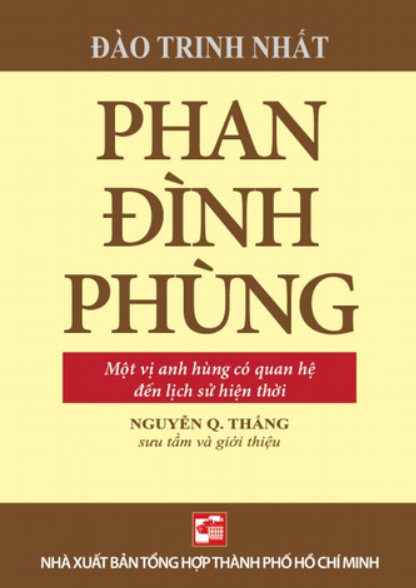 ĐÀO TRINH NHẤT
PHAN
ĐÌNH
PHÙNG
Một vị anh hùng có quan hệ
đến lịch sử hiện thời
NGUYỄN Q. THẮNG
sưu tầm và giới thiệu
NHÀ XUẤT BẢN TỔNG HỢP THÀNH PHỐ HỒ CHÍ MINH